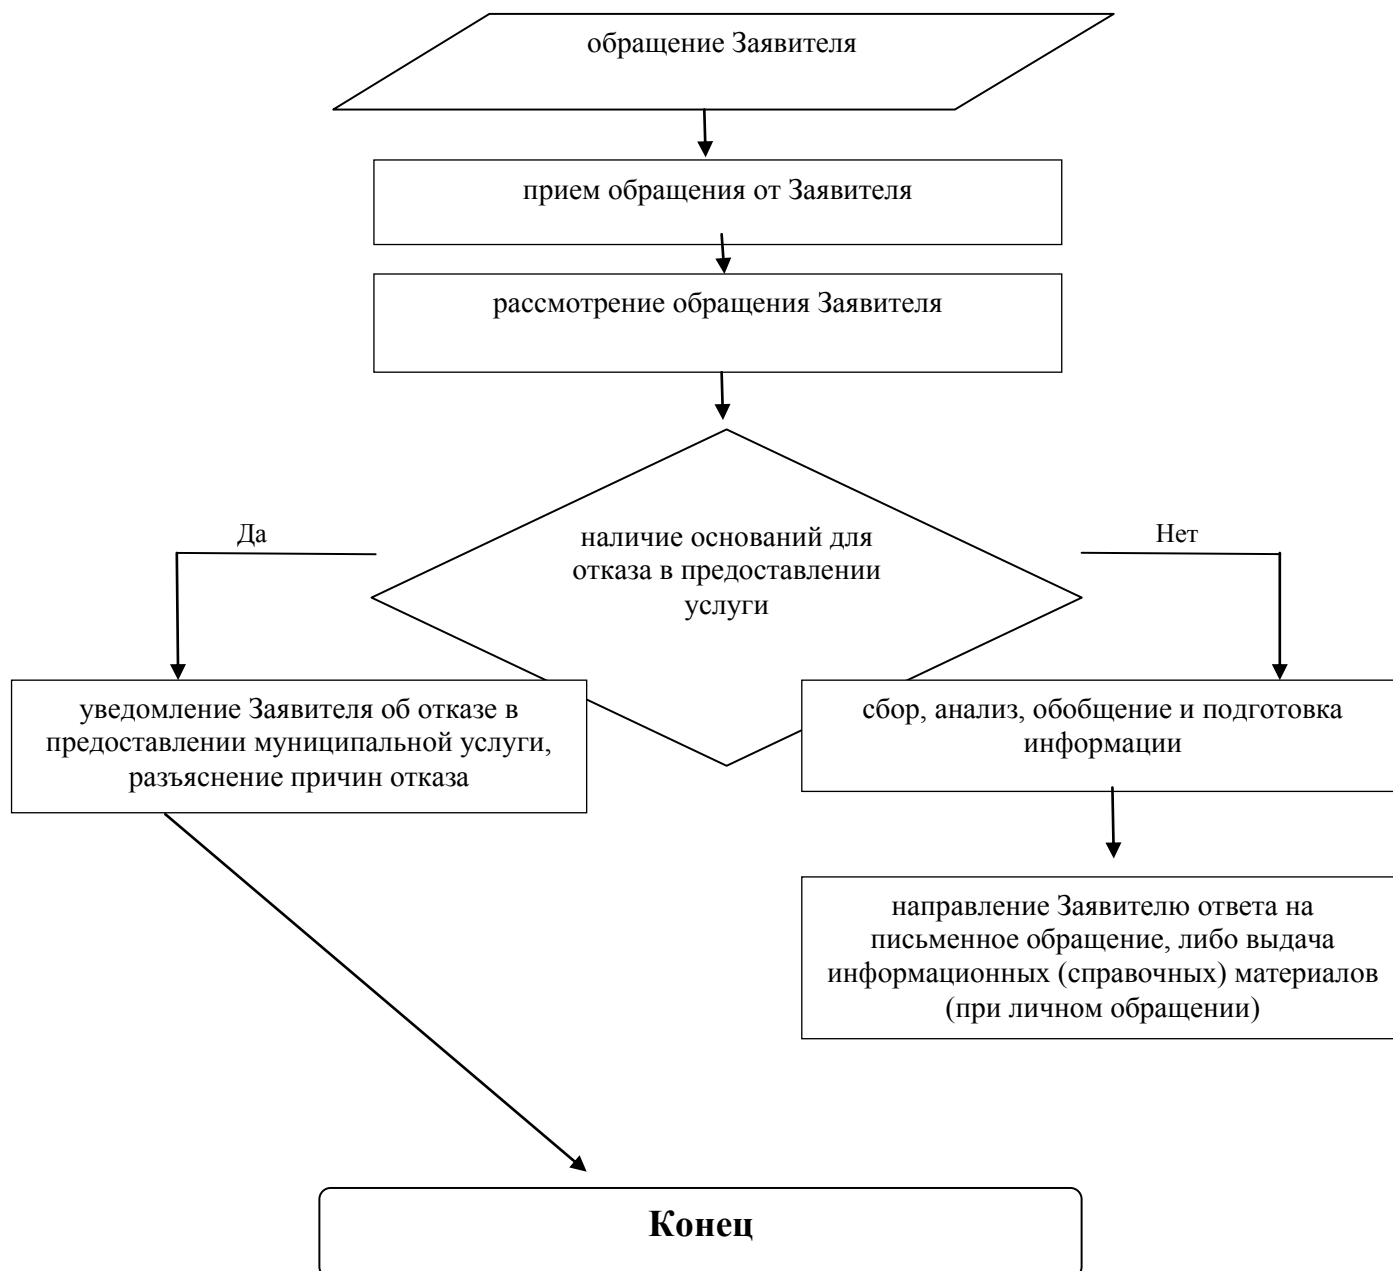 обращение Заявителя
прием обращения от Заявителя
рассмотрение обращения Заявителя
наличие оснований для
отказа в предоставлении
услуги
Да
Нет
уведомление Заявителя об отказе в
предоставлении муниципальной услуги,
разъяснение причин отказа
сбор, анализ, обобщение и подготовка
информации
направление Заявителю ответа на
письменное обращение, либо выдача
информационных (справочных) материалов
(при личном обращении)
Конец